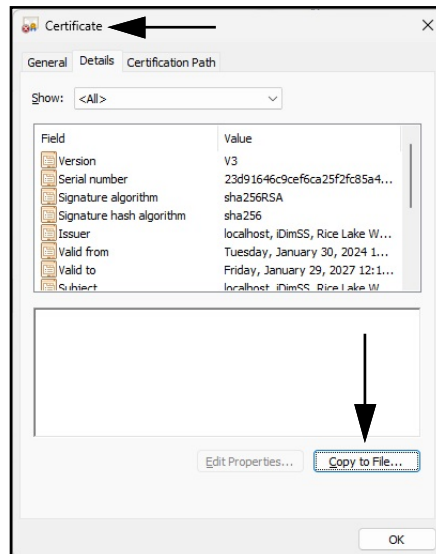 Certificate
General Details Certification Path
Show: <All>
Field Value
Version V3
Serial number 23d91646c9cef6ca25f2fc85a4...
Signature algorithm sha256RSA
Signature hash algorithm sha256
Issuer localhost, iDimSS, Rice Lake W...
Valid from Tuesday, January 30, 2024 1...
Valid to Friday, January 29, 2027 12:1...
Subject localhost, iDimSS, Rice Lake W...
Edit Properties... Copy to File...
OK